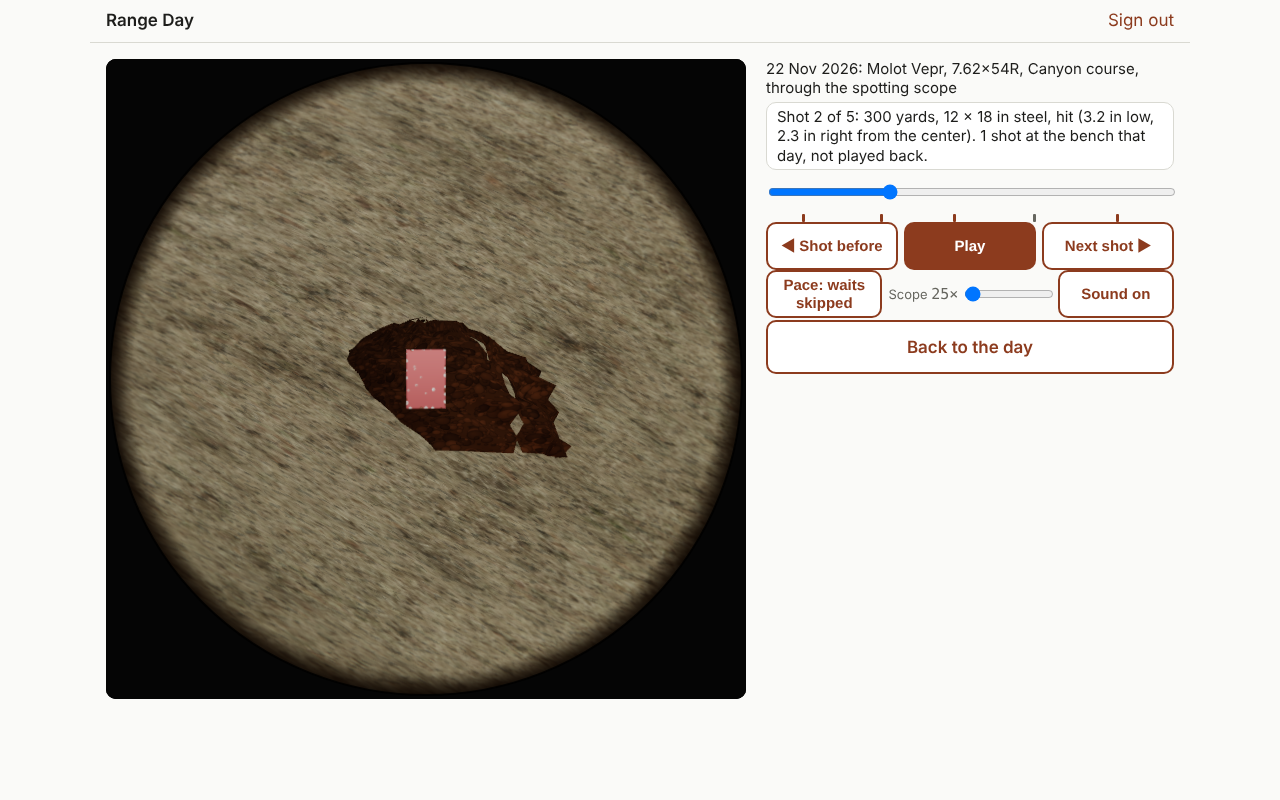 Range Day
Sign out
22 Nov 2026: Molot Vepr, 7.62×54R, Canyon course,
through the spotting scope
Shot 2 of 5: 300 yards, 12 × 18 in steel, hit (3.2 in low,
2.3 in right from the center). 1 shot at the bench that
day, not played back.
◀ Shot before
Play
Next shot ▶
Pace: waits
skipped
Scope 25×
Sound on
Back to the day